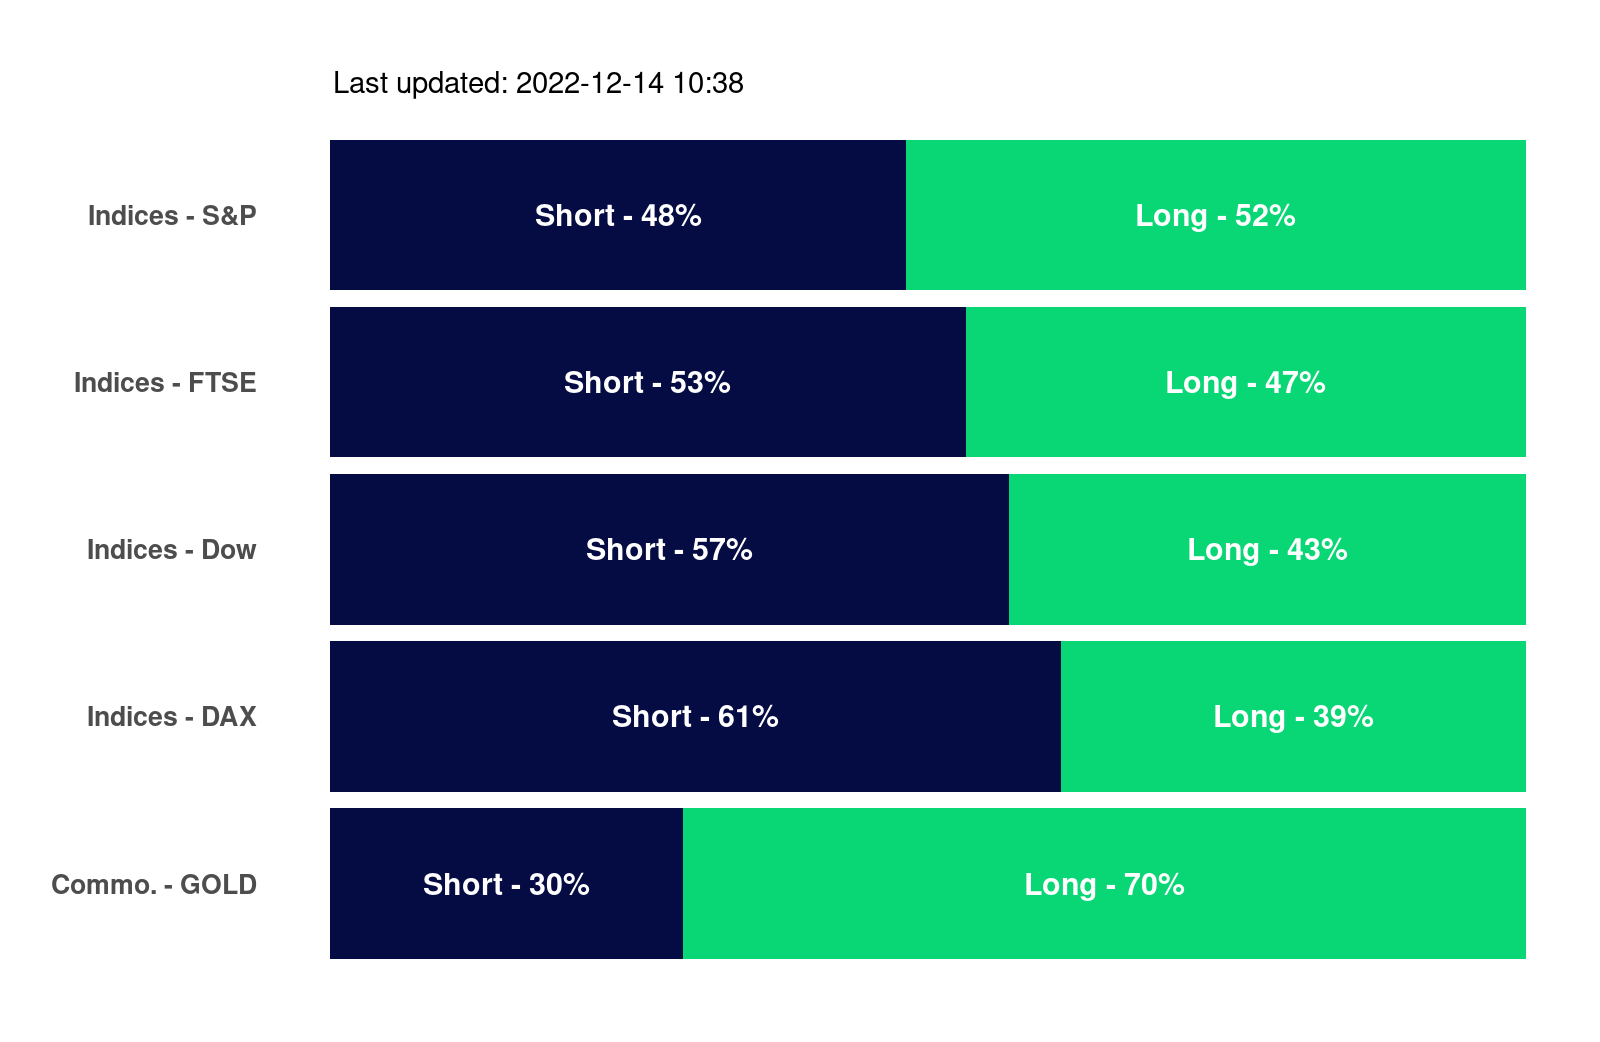 Last updated: 2022-12-14 10:38
Indices - S&P Short - 48% Long - 52%
Indices - FTSE Short - 53% Long - 47%
Indices - Dow Short - 57% Long - 43%
Indices - DAX Short - 61% Long - 39%
Commo. - GOLD Short - 30% Long - 70%